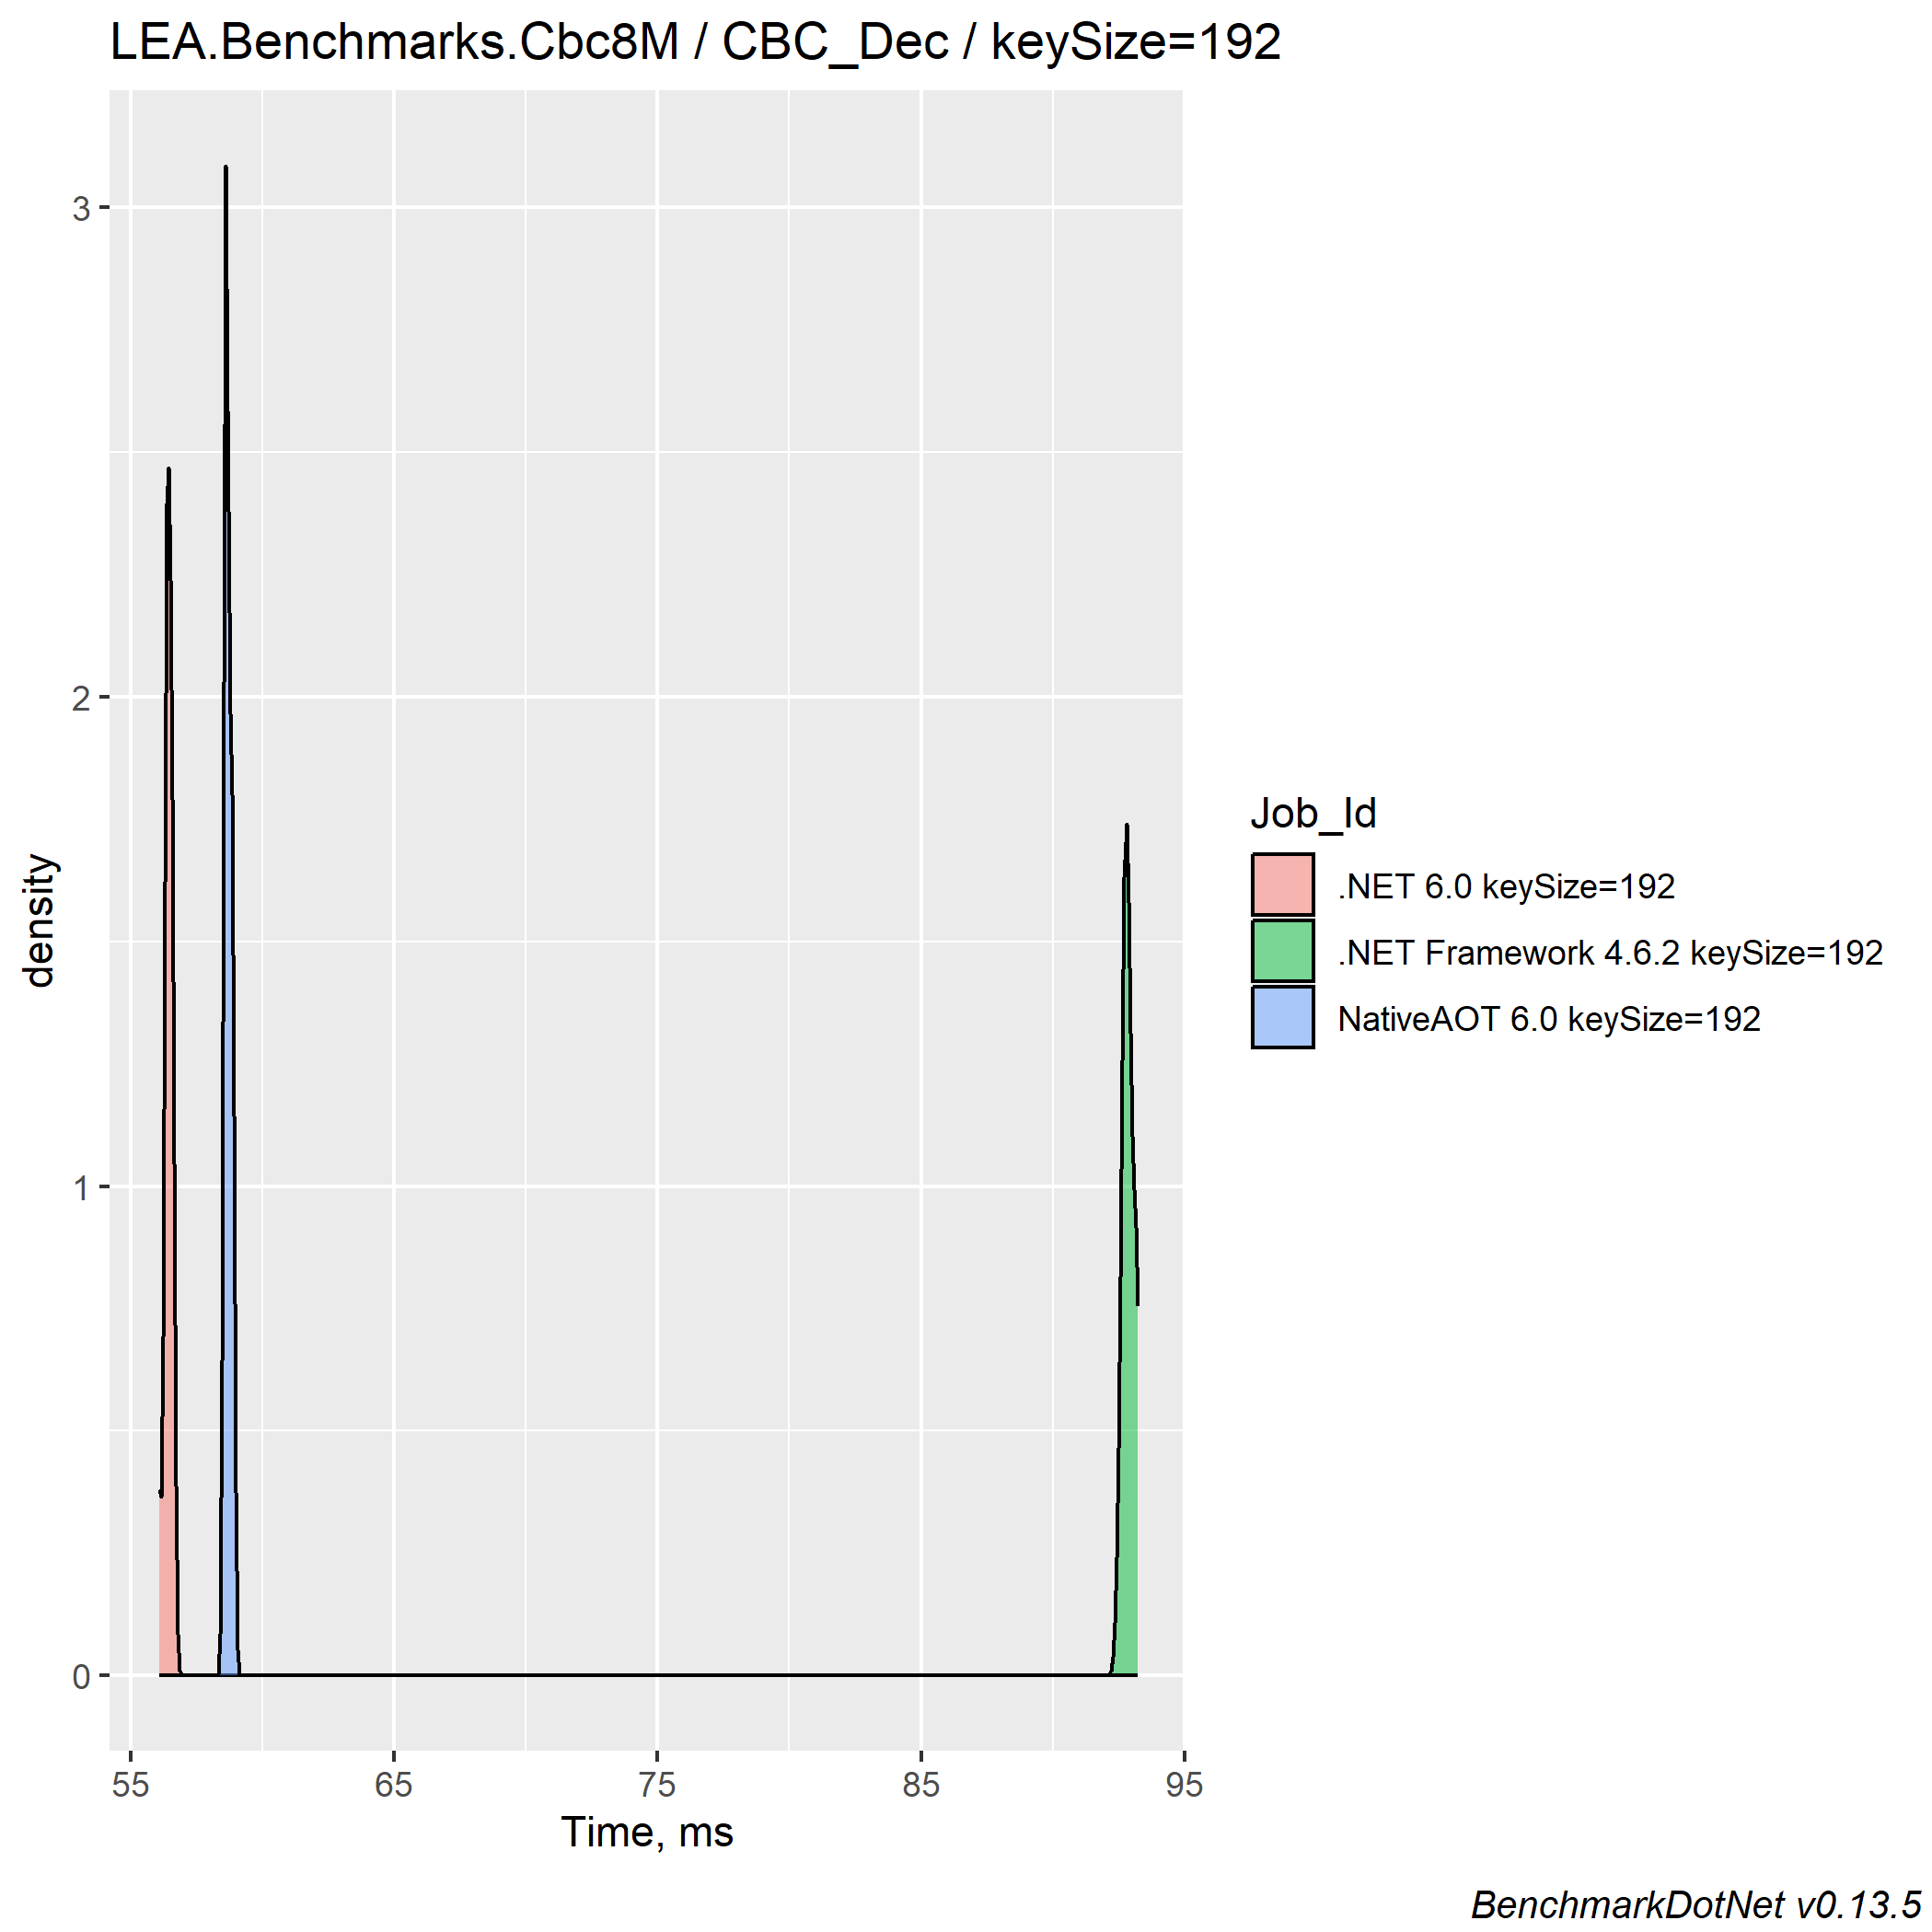 LEA.Benchmarks.Cbc8M / CBC_Dec / keySize=192
3
2
1
0
density
55 65 75 85 95
Time, ms
Job_Id
.NET 6.0 keySize=192
.NET Framework 4.6.2 keySize=192
NativeAOT 6.0 keySize=192
BenchmarkDotNet v0.13.5